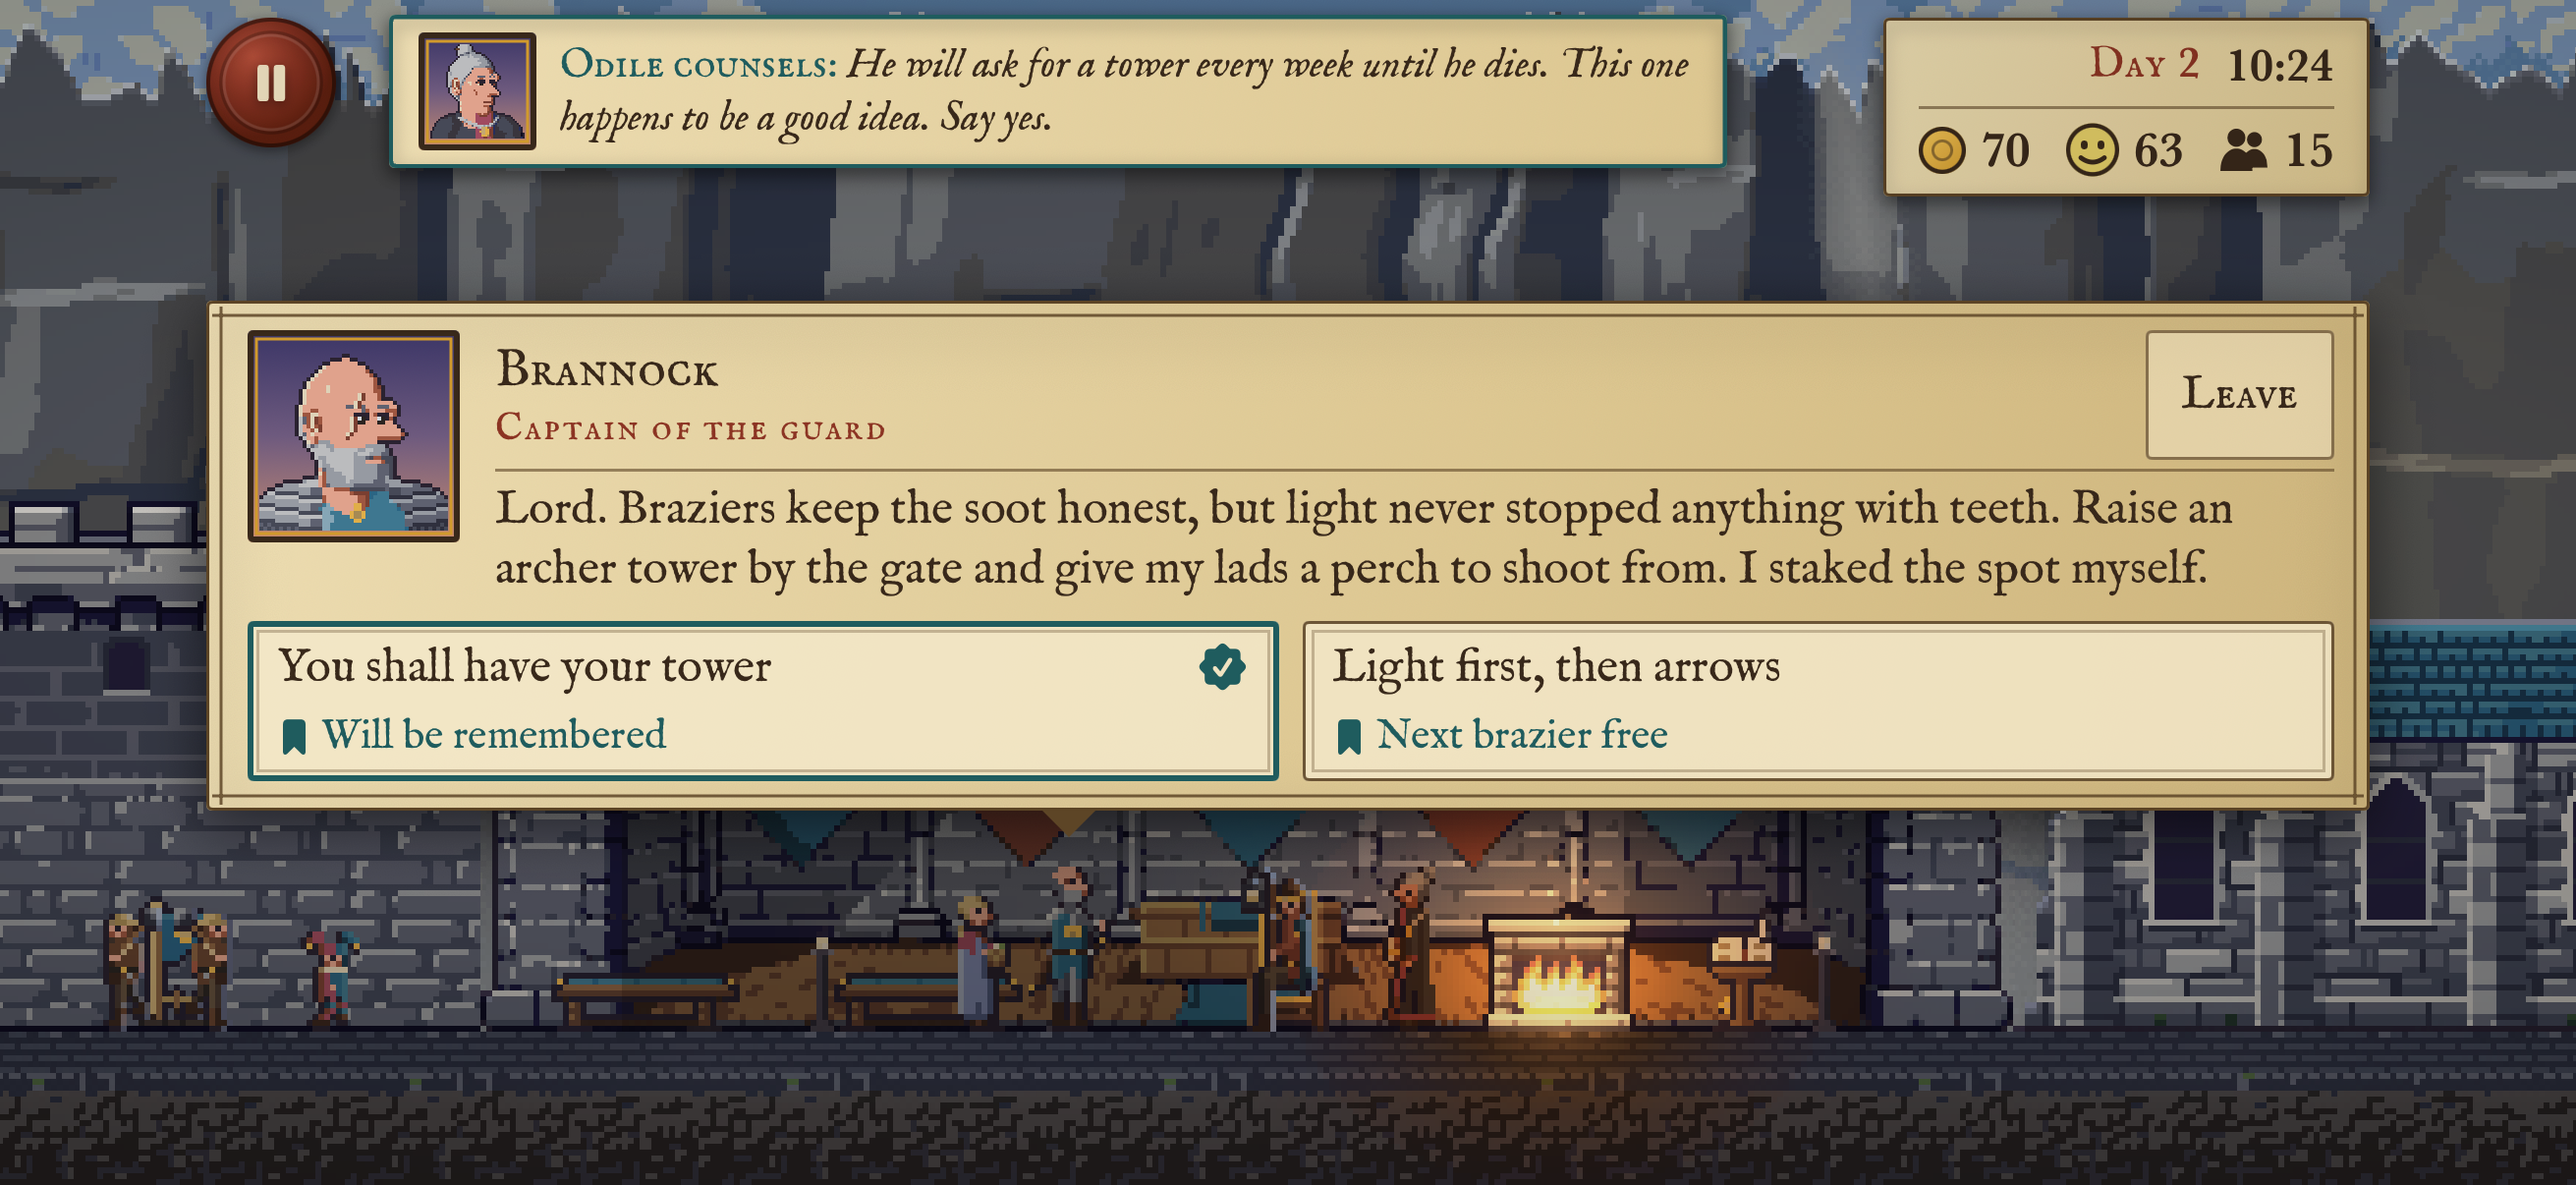 Odile counsels: He will ask for a tower every week until he dies. This one
happens to be a good idea. Say yes.
Day 2 10:24
70 63 15
Brannock
Captain of the guard
Leave
Lord. Braziers keep the soot honest, but light never stopped anything with teeth. Raise an
archer tower by the gate and give my lads a perch to shoot from. I staked the spot myself.
You shall have your tower
Will be remembered
Light first, then arrows
Next brazier free